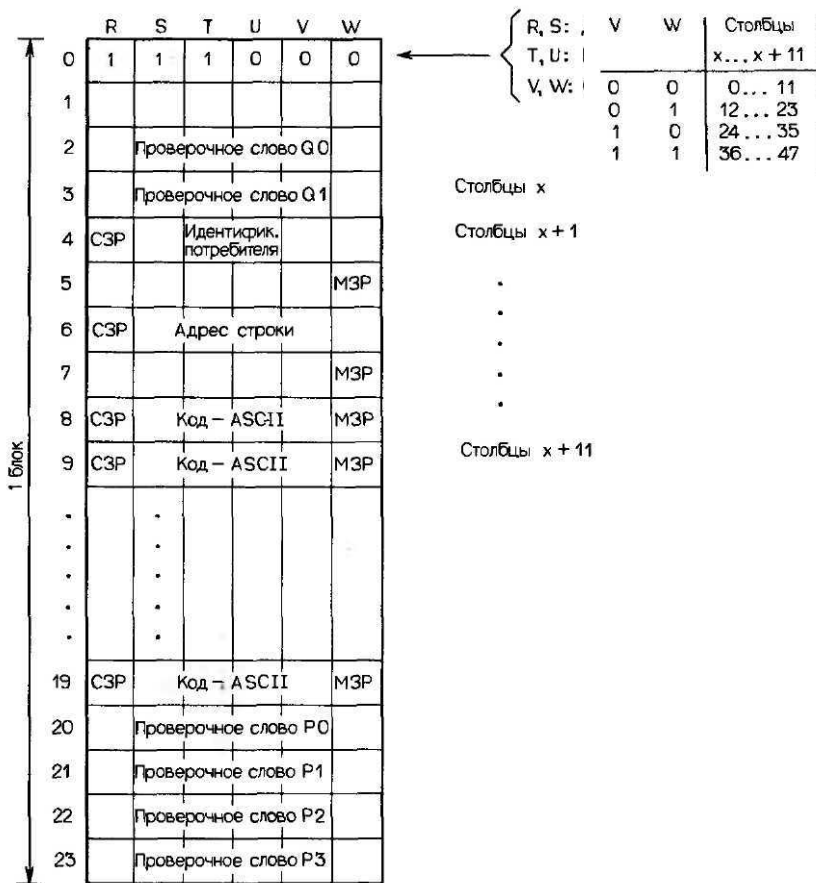 R S T U V W
0 1 1 1 0 0 0
R, S:
T, U:
V, W:
V W Столбцы
x...x + 11
0 0 0...11
0 1 12...23
1 0 24...35
1 1 36...47
1
2 Проверочное слово Q0
3 Проверочное слово Q1
Столбцы x
4 СЗР Идентифик.
потребителя
Столбцы x + 1
5 МЗР
6 СЗР Адрес строки
7 МЗР
8 СЗР Код – ASCII МЗР
9 СЗР Код – ASCII МЗР
Столбцы x + 11
1 блок
19 СЗР Код – ASCII МЗР
20 Проверочное слово P0
21 Проверочное слово P1
22 Проверочное слово P2
23 Проверочное слово P3